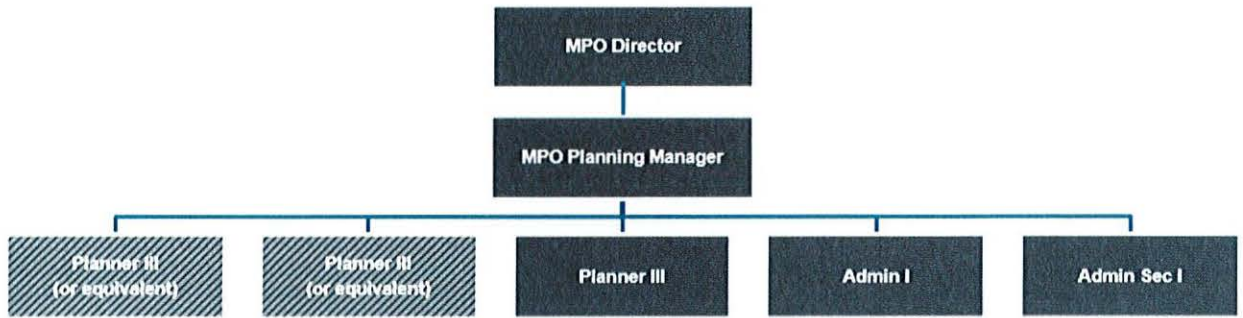 MPO Director
MPO Planning Manager
Planner III
(or equivalent)
Planner III
(or equivalent)
Planner III
Admin I
Admin Sec I